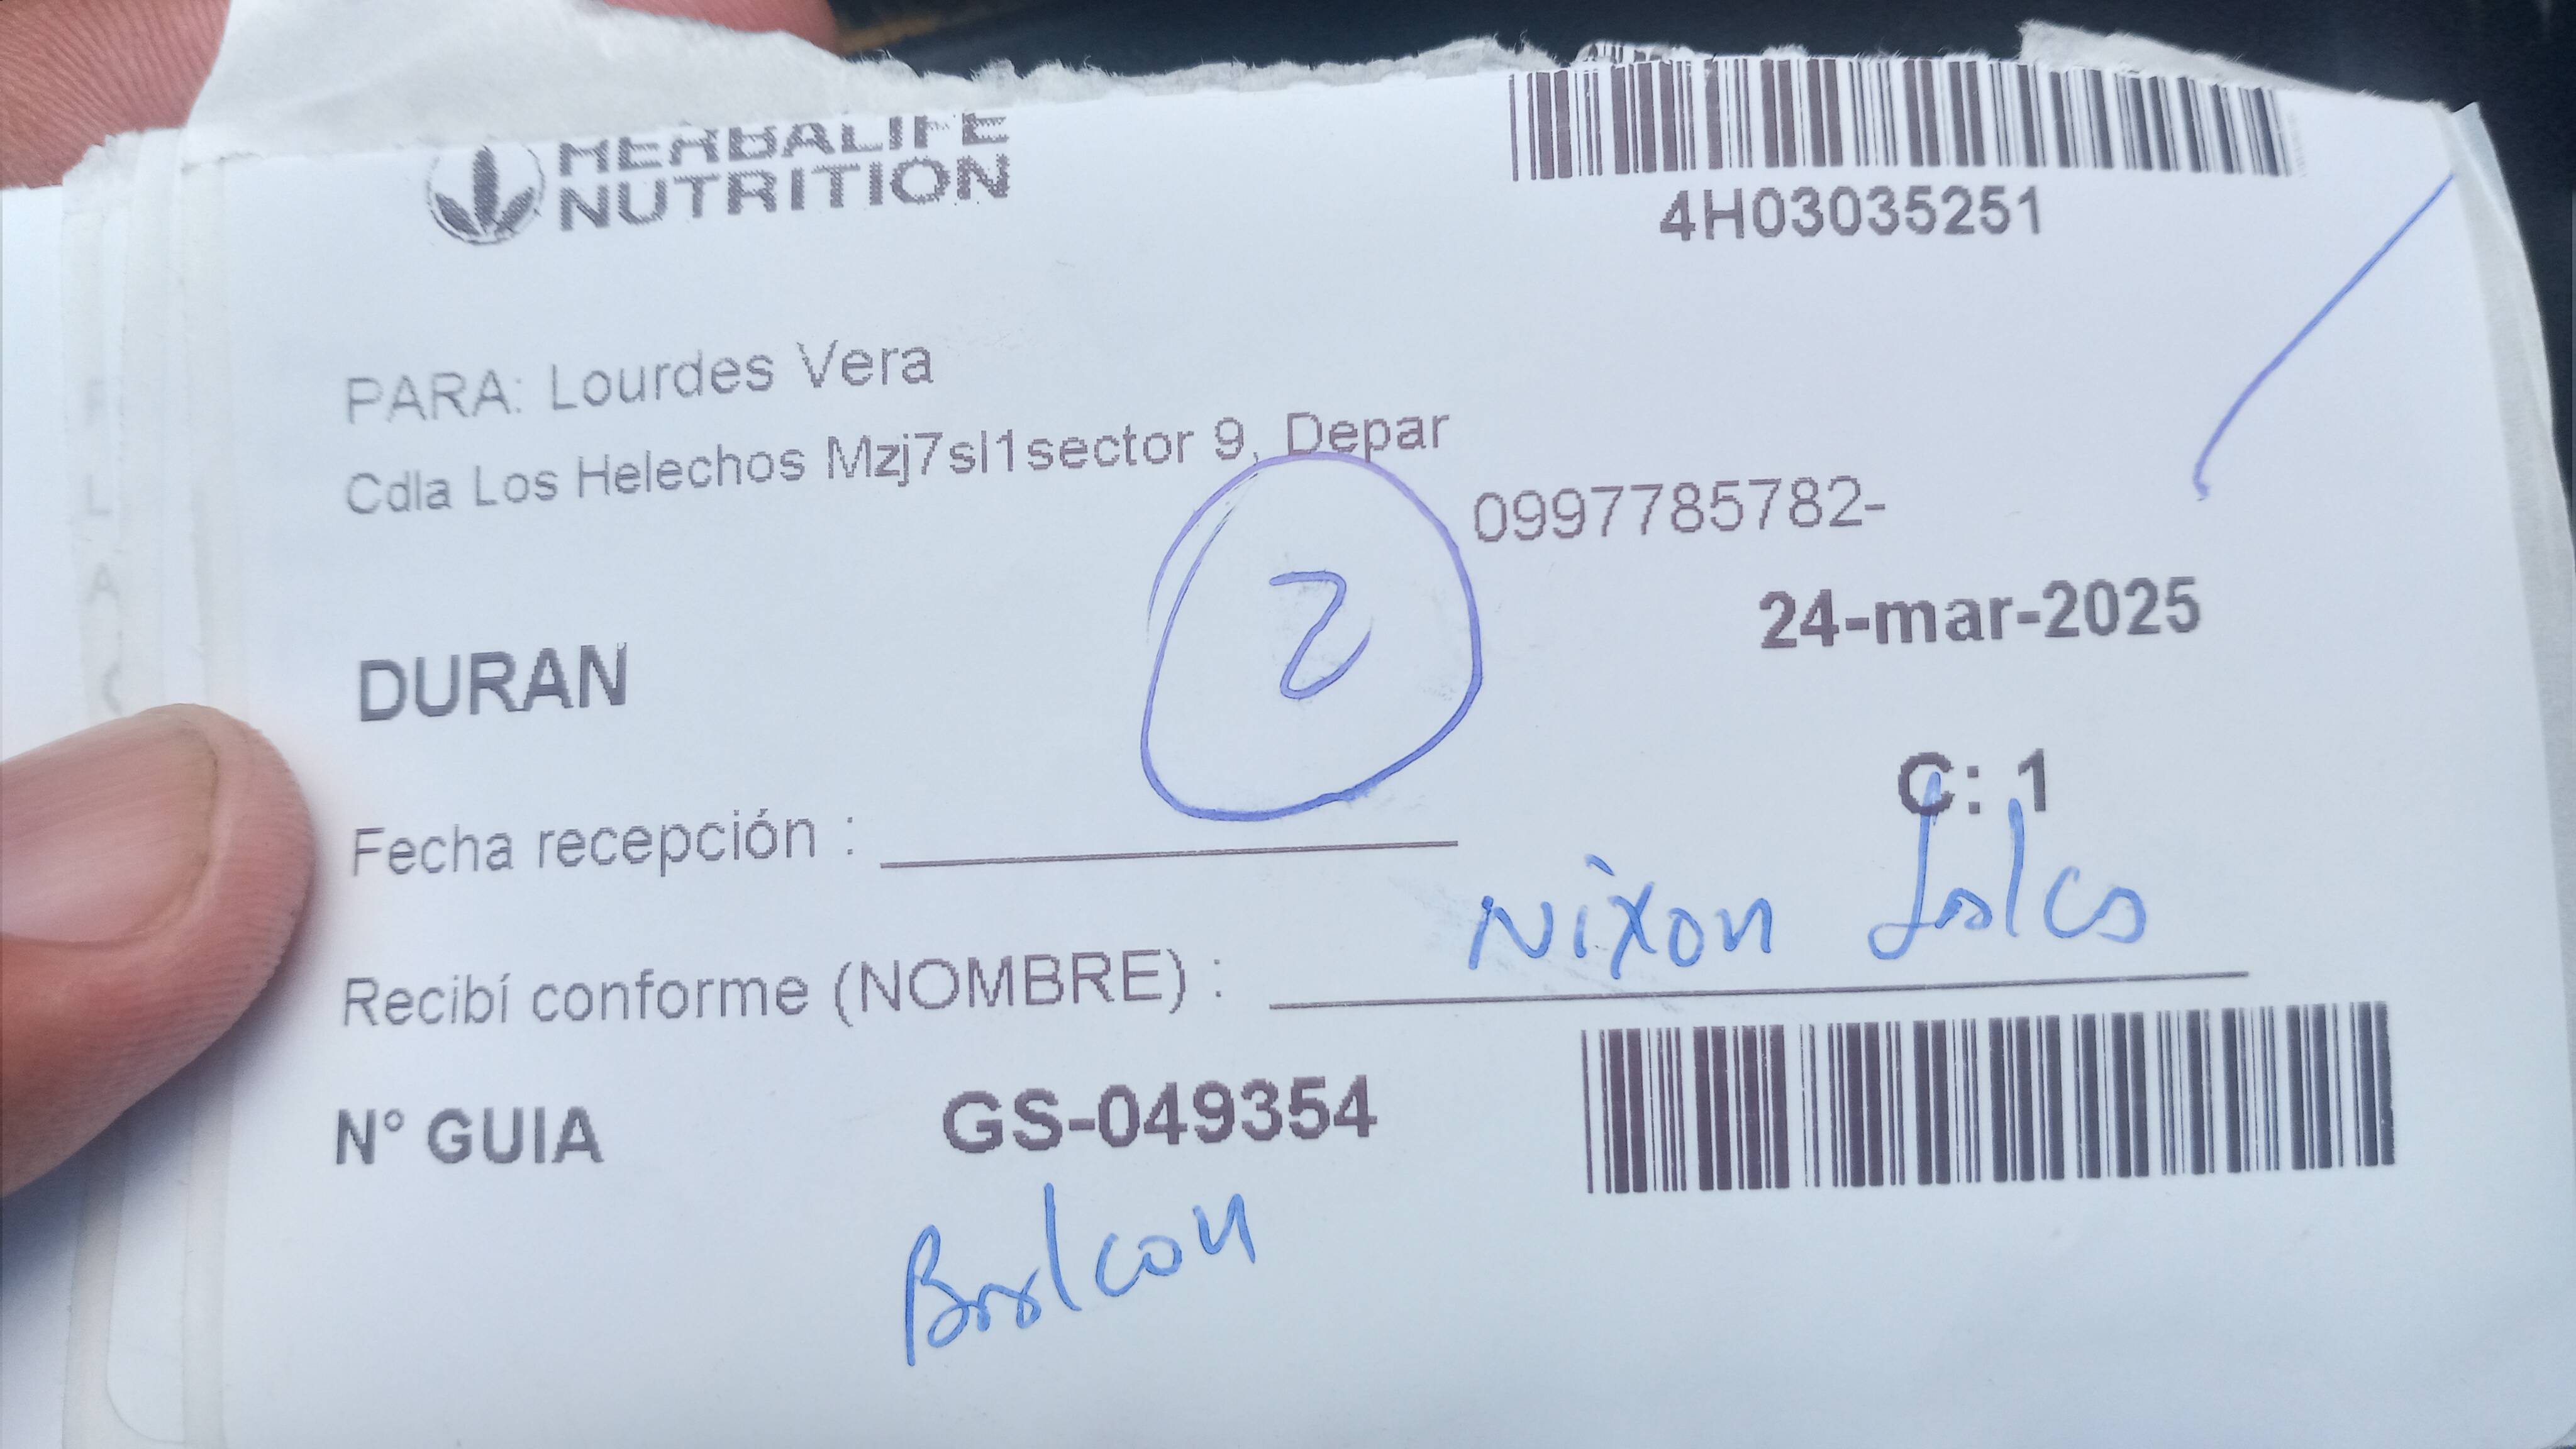 HERBALIFE
NUTRITION
4H03035251
PARA: Lourdes Vera
Cdla Los Helechos Mzj7sl1sector 9, Depar
0997785782-
2
24-mar-2025
DURAN
C: 1
Fecha recepción :
Nixon
Recibí conforme (NOMBRE) :
N° GUIA GS-049354